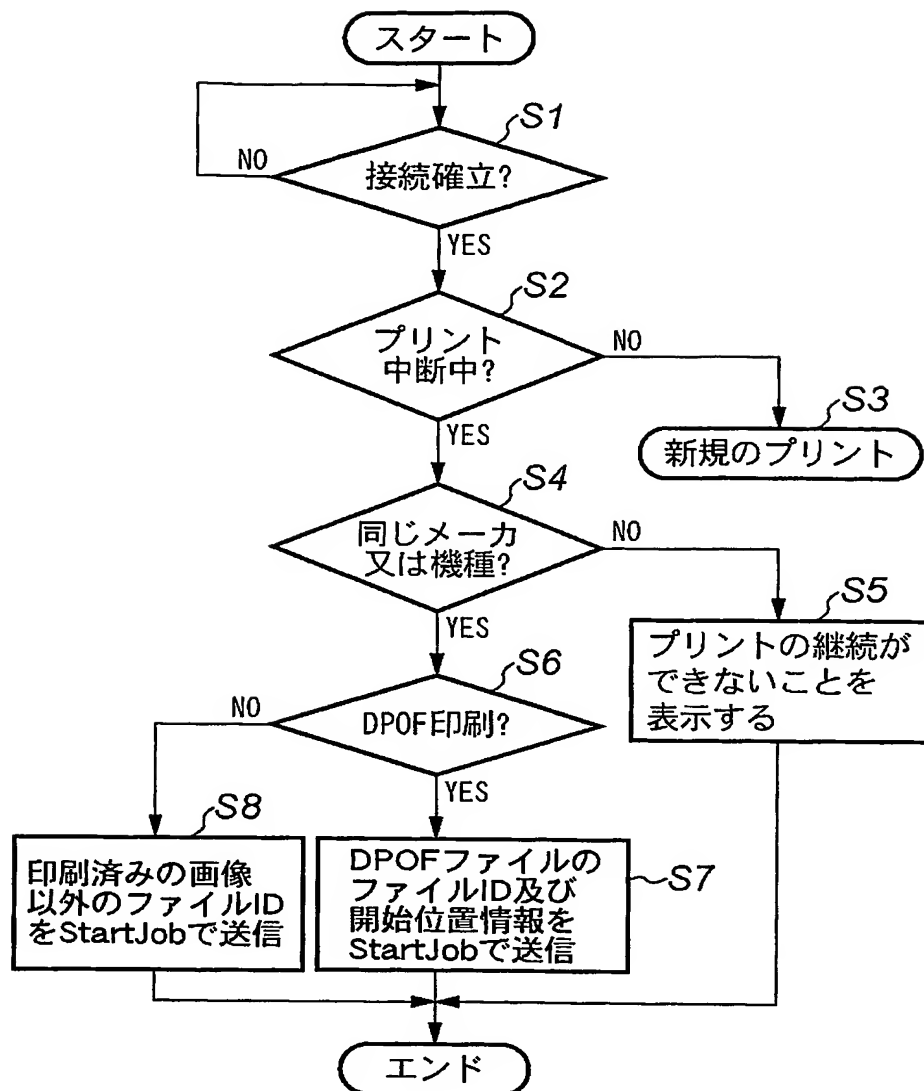 スタート
S1
接続確立?
NO
YES
S2
プリント
中断中?
NO
YES
S3
新規のプリント
S4
同じメーカ
又は機種?
NO
YES
S5
プリントの継続が
できないことを
表示する
S6
DPOF印刷?
NO
YES
S8
印刷済みの画像
以外のファイルID
をStartJobで送信
S7
DPOFファイルの
ファイルID及び
開始位置情報を
StartJobで送信
エンド